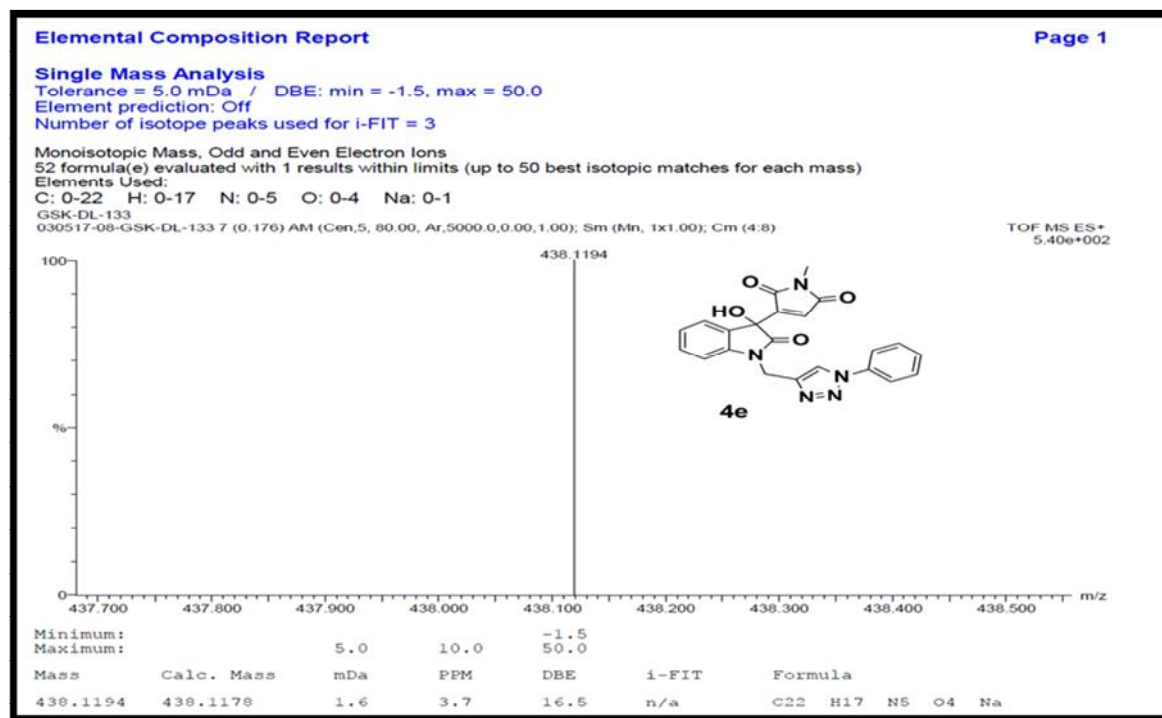 Elemental Composition Report Page 1
Single Mass Analysis
Tolerance = 5.0 mDa / DBE: min = -1.5, max = 50.0
Element prediction: Off
Number of isotope peaks used for i-FIT = 3
Monoisotopic Mass, Odd and Even Electron Ions
52 formula(e) evaluated with 1 results within limits (up to 50 best isotopic matches for each mass)
Elements Used:
C: 0-22 H: 0-17 N: 0-5 O: 0-4 Na: 0-1
GSK-DL-133
030517-08-GSK-DL-133 7 (0.176) AM (Cen,5, 80.00, Ar,5000.0,0.00,1.00); Sm (Mn, 1x1.00); Cm (4:8) TOF MS ES+
5.40e+002
438.1194
100
O N O
HO
O
N N
N=N
4e
%
0
437.700 437.800 437.900 438.000 438.100 438.200 438.300 438.400 438.500 m/z
Minimum: -1.5
Maximum: 5.0 10.0 50.0
Mass Calc. Mass mDa PPM DBE i-FIT Formula
438.1194 438.1178 1.6 3.7 16.5 n/a C22 H17 N5 O4 Na